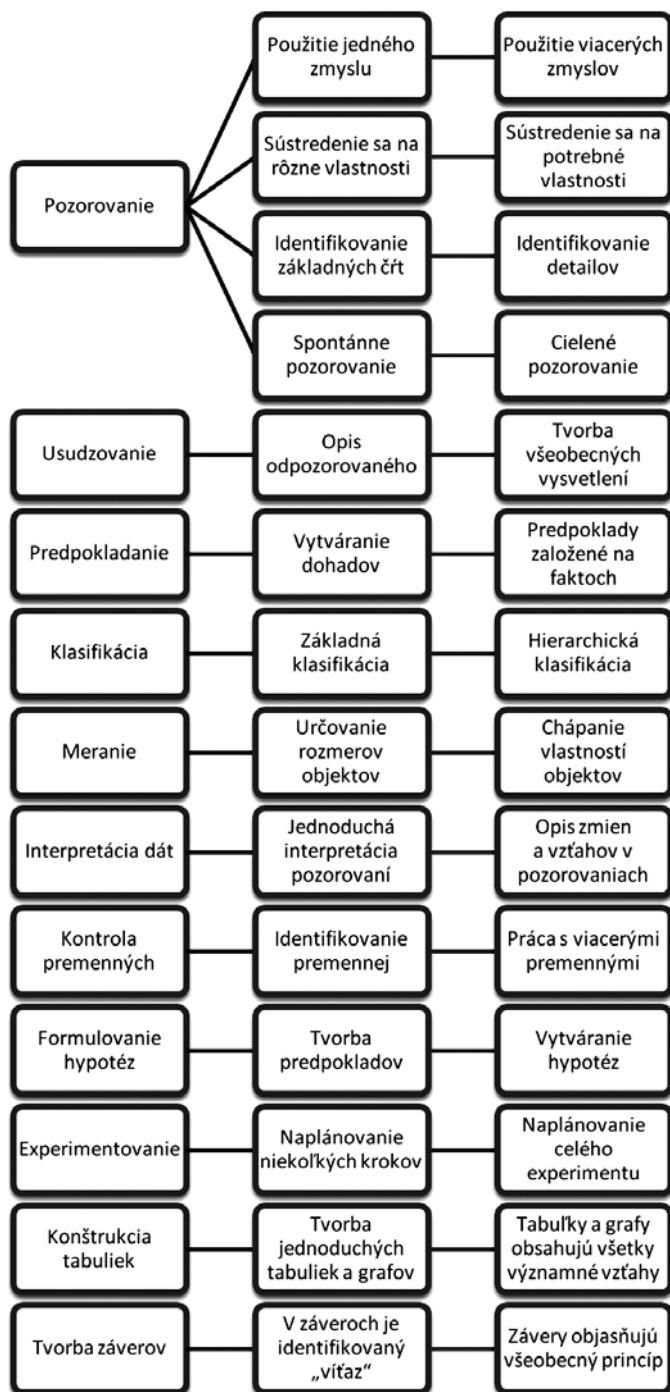 Použitie jedného
zmyslu
Použitie viacerých
zmyslov
Pozorovanie
Sústredenie sa na
rôzne vlastnosti
Sústredenie sa na
potrebné
vlastnosti
Identifikovanie
základných čŕt
Identifikovanie
detailov
Spontánne
pozorovanie
Cielené
pozorovanie
Usudzovanie
Opis
odpozorovaného
Tvorba
všeobecných
vysvetlení
Predpokladanie
Vytváranie
dohadov
Predpoklady
založené na
faktoch
Klasifikácia
Základná
klasifikácia
Hierarchická
klasifikácia
Meranie
Určovanie
rozmerov
objektov
Chápanie
vlastností
objektov
Interpretácia dát
Jednoduchá
interpretácia
pozorovaní
Opis zmien
a vzťahov v
pozorovaniach
Kontrola
premenných
Identifikovanie
premennej
Práca s viacerými
premennými
Formulovanie
hypotéz
Tvorba
predpokladov
Vytváranie
hypotéz
Experimentovanie
Naplánovanie
niekoľkých krokov
Naplánovanie
celého
experimentu
Konštrukcia
tabuliek
Tvorba
jednoduchých
tabuliek a grafov
Tabuľky a grafy
obsahujú všetky
významné vzťahy
Tvorba záverov
V záveroch je
identifikovaný
„víťaz“
Závery objasňujú
všeobecný princíp